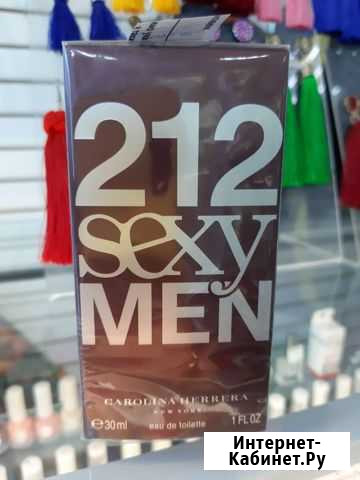 212
sexy
MEN
CAROLINA HERRERA
NEW YORK
℮30ml eau de toilette 1 FL OZ
Интернет-
Кабинет.Ру